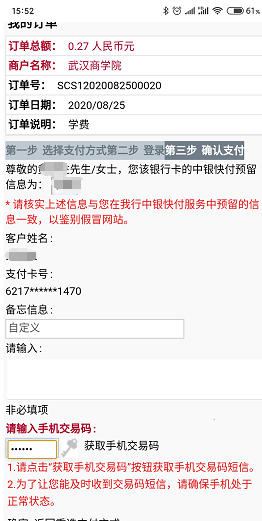 15:52
61%
我的订单
订单总额： 0.27 人民币元
商户名称： 武汉商学院
订单号： SCS12020082500020
订单日期： 2020/08/25
订单说明： 学费
第一步 选择支付方式第二步 登录第三步 确认支付
尊敬的 先生/女士，您该银行卡的中银快付预留
信息为：
* 请核实上述信息与您在我行中银快付服务中预留的信
息一致，以鉴别假冒网站。
客户姓名：
支付卡号：
6217******1470
备忘信息：
自定义
请输入：
非必填项
请输入手机交易码：
•••••• 获取手机交易码
1.请点击“获取手机交易码”按钮获取手机交易码短信。
2.为了让您能及时收到交易码短信，请确保手机处于
正常状态。